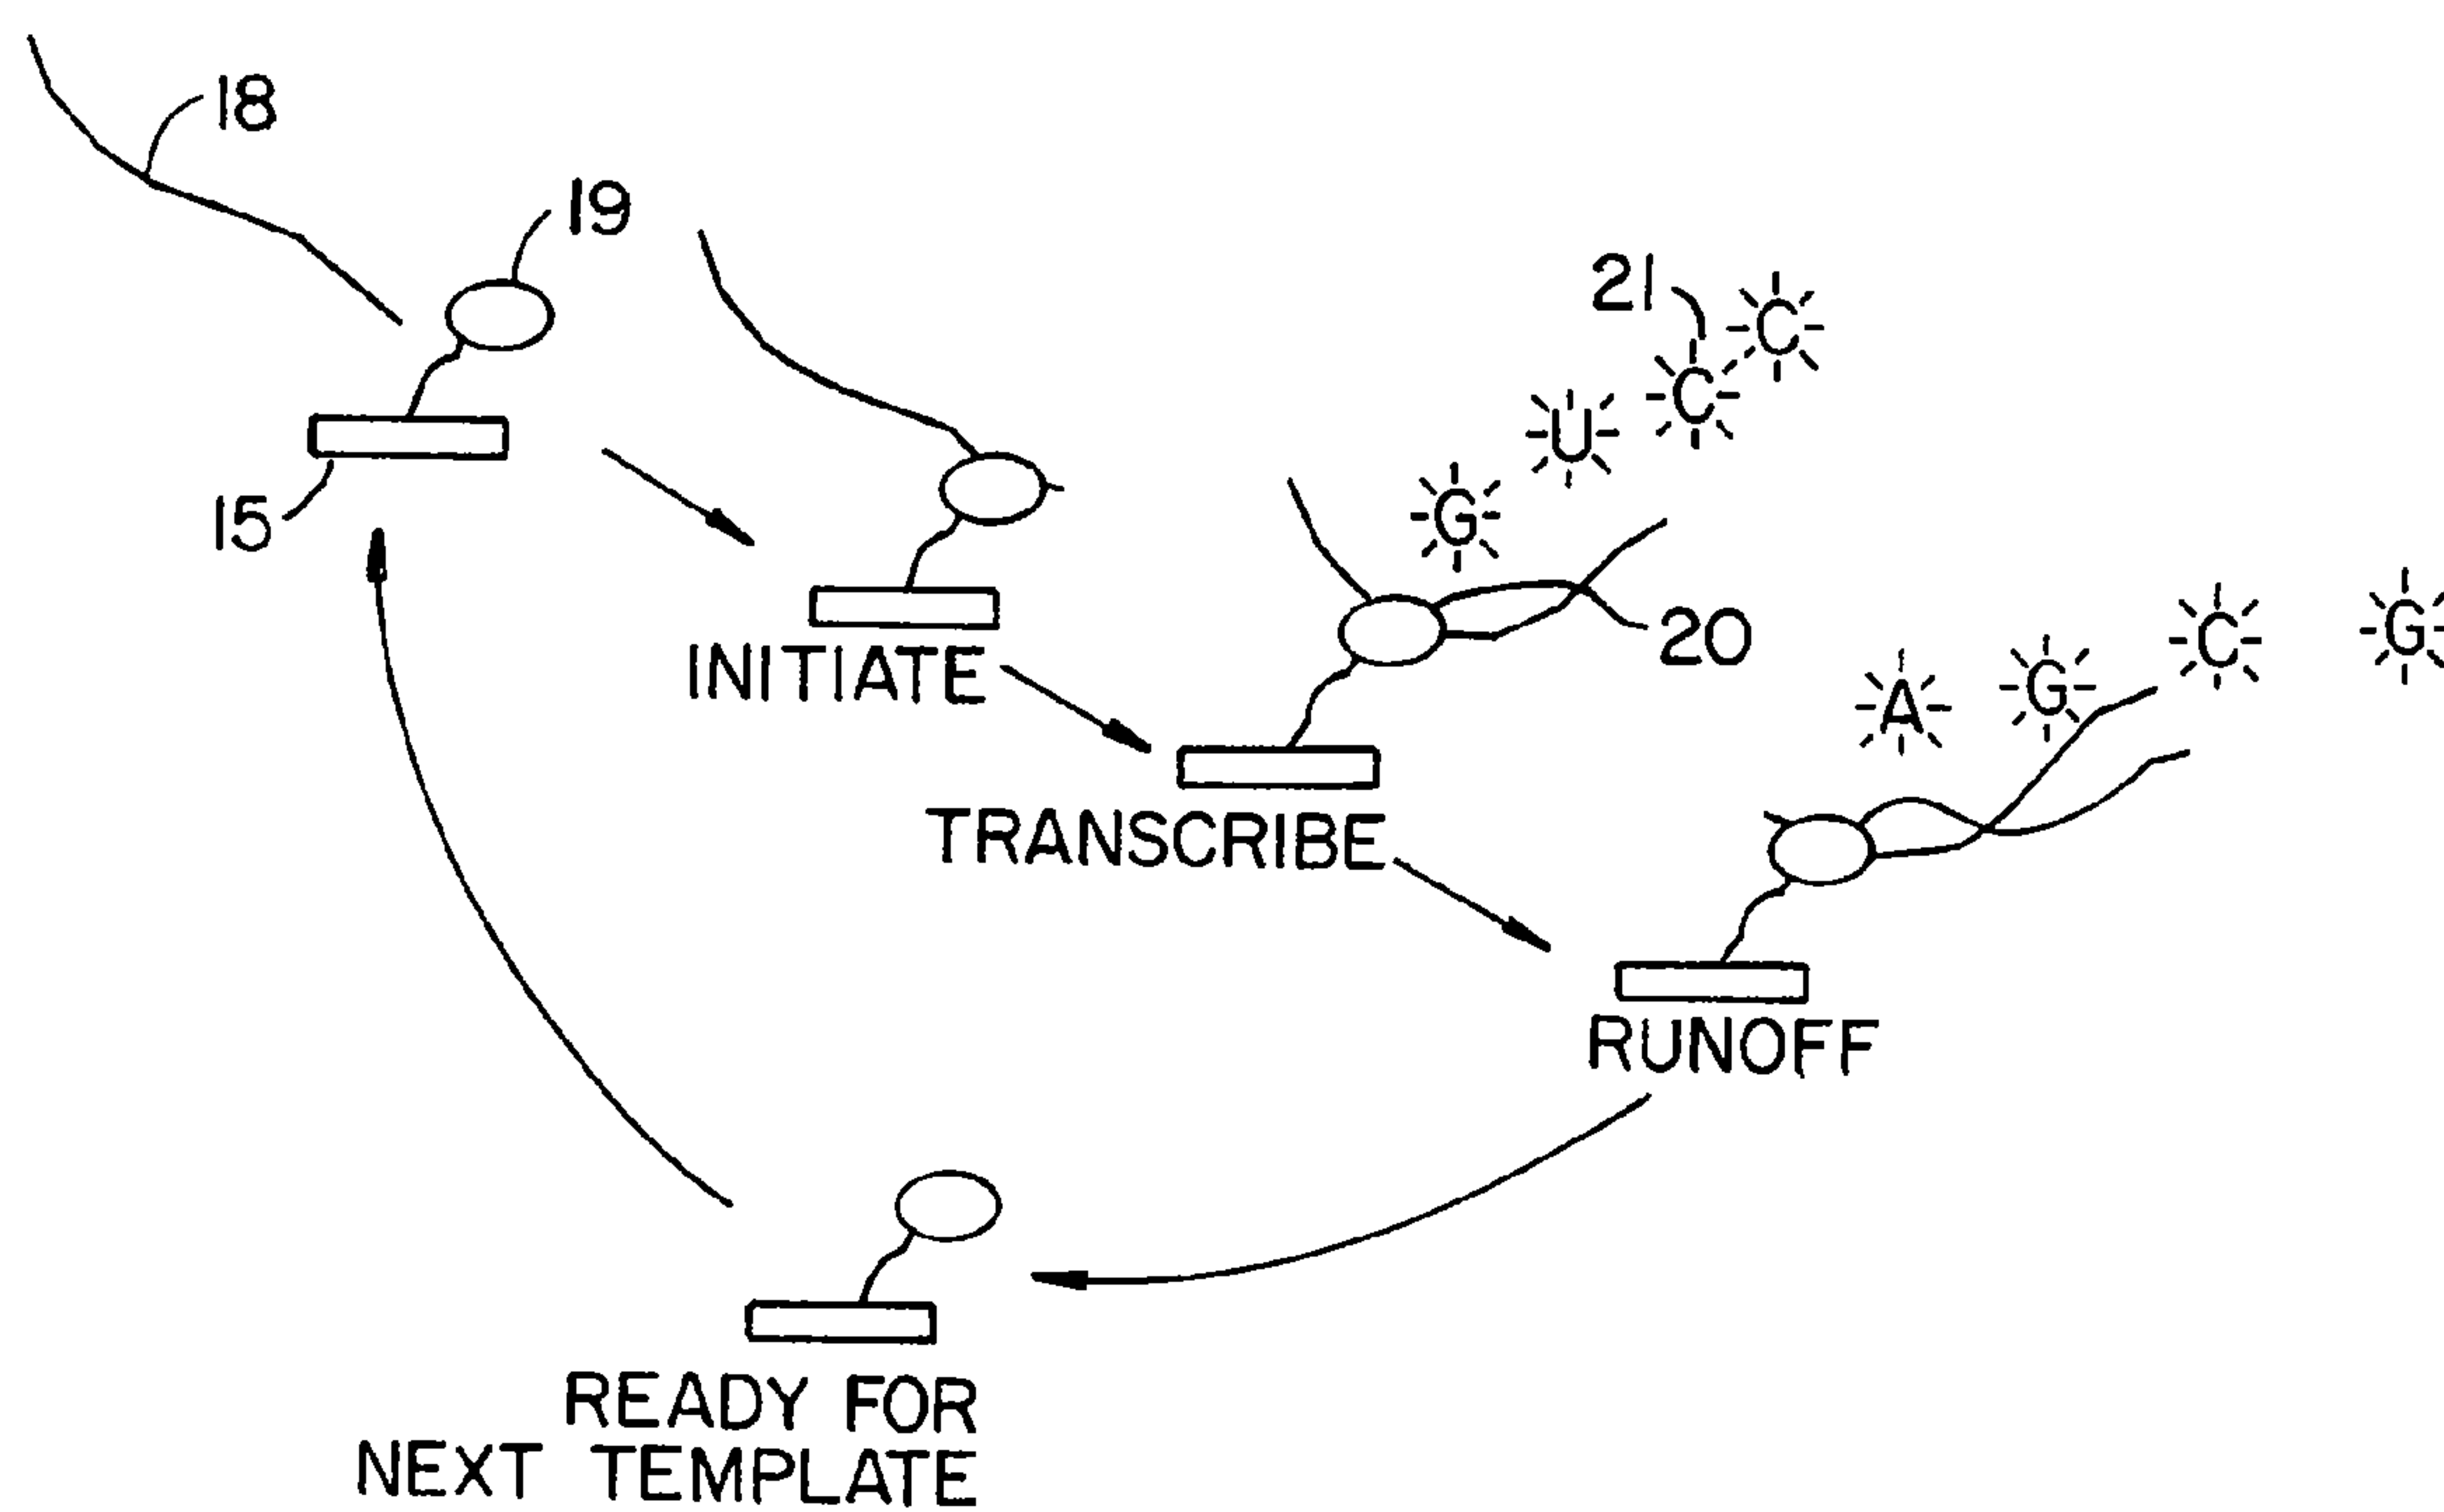 18
19
21
C
C
U
G
15
20
INITIATE
C
G
A
G
TRANSCRIBE
RUNOFF
READY FOR
NEXT TEMPLATE